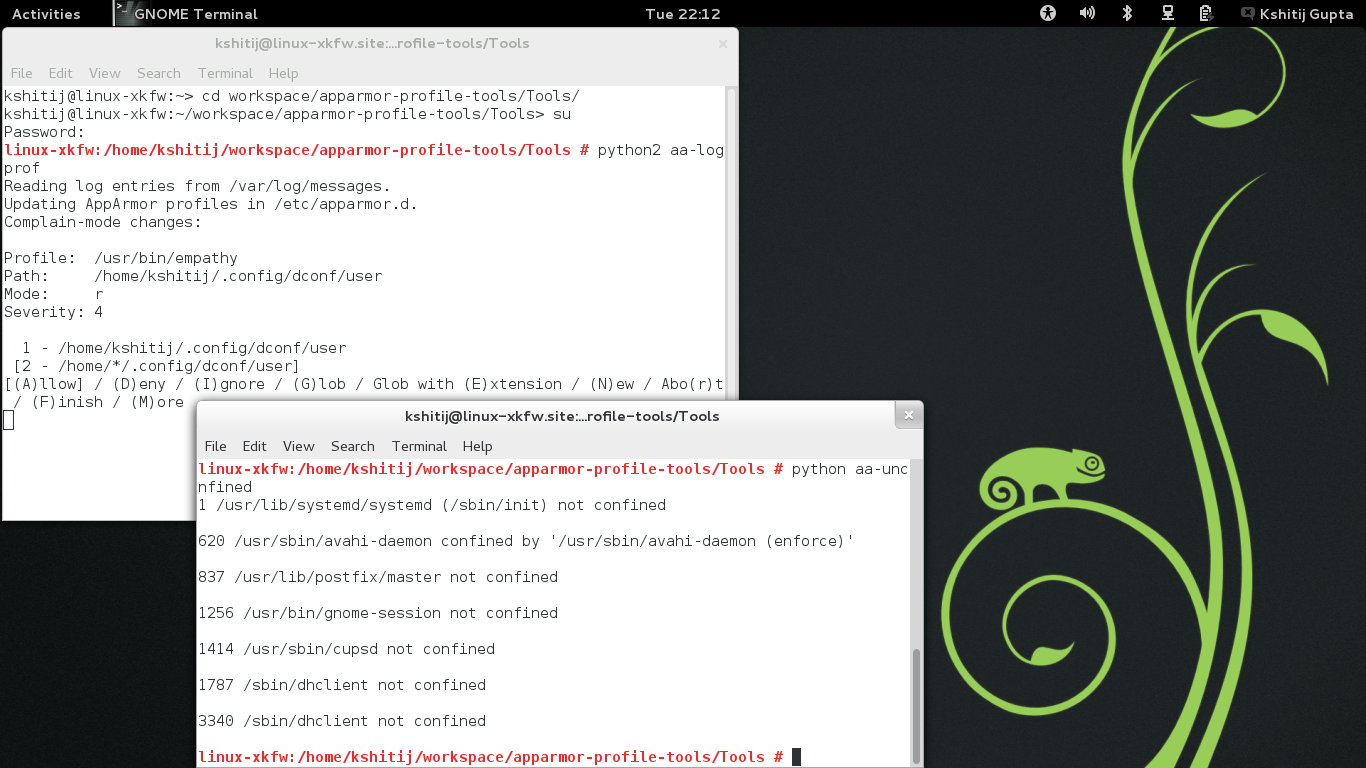 Activities >_ GNOME Terminal Tue 22:12 Kshitij Gupta
kshitij@linux-xkfw.site:...rofile-tools/Tools
File Edit View Search Terminal Help
kshitij@linux-xkfw:~> cd workspace/apparmor-profile-tools/Tools/
kshitij@linux-xkfw:~/workspace/apparmor-profile-tools/Tools> su
Password:
linux-xkfw:/home/kshitij/workspace/apparmor-profile-tools/Tools # python2 aa-log
prof
Reading log entries from /var/log/messages.
Updating AppArmor profiles in /etc/apparmor.d.
Complain-mode changes:
Profile: /usr/bin/empathy
Path: /home/kshitij/.config/dconf/user
Mode: r
Severity: 4
1 - /home/kshitij/.config/dconf/user
[2 - /home/*/.config/dconf/user]
[(A)llow] / (D)eny / (I)gnore / (G)lob / Glob with (E)xtension / (N)ew / Abo(r)t
/ (F)inish / (M)ore
kshitij@linux-xkfw.site:...rofile-tools/Tools
File Edit View Search Terminal Help
linux-xkfw:/home/kshitij/workspace/apparmor-profile-tools/Tools # python aa-unc
nfined
1 /usr/lib/systemd/systemd (/sbin/init) not confined
620 /usr/sbin/avahi-daemon confined by '/usr/sbin/avahi-daemon (enforce)'
837 /usr/lib/postfix/master not confined
1256 /usr/bin/gnome-session not confined
1414 /usr/sbin/cupsd not confined
1787 /sbin/dhclient not confined
3340 /sbin/dhclient not confined
linux-xkfw:/home/kshitij/workspace/apparmor-profile-tools/Tools #